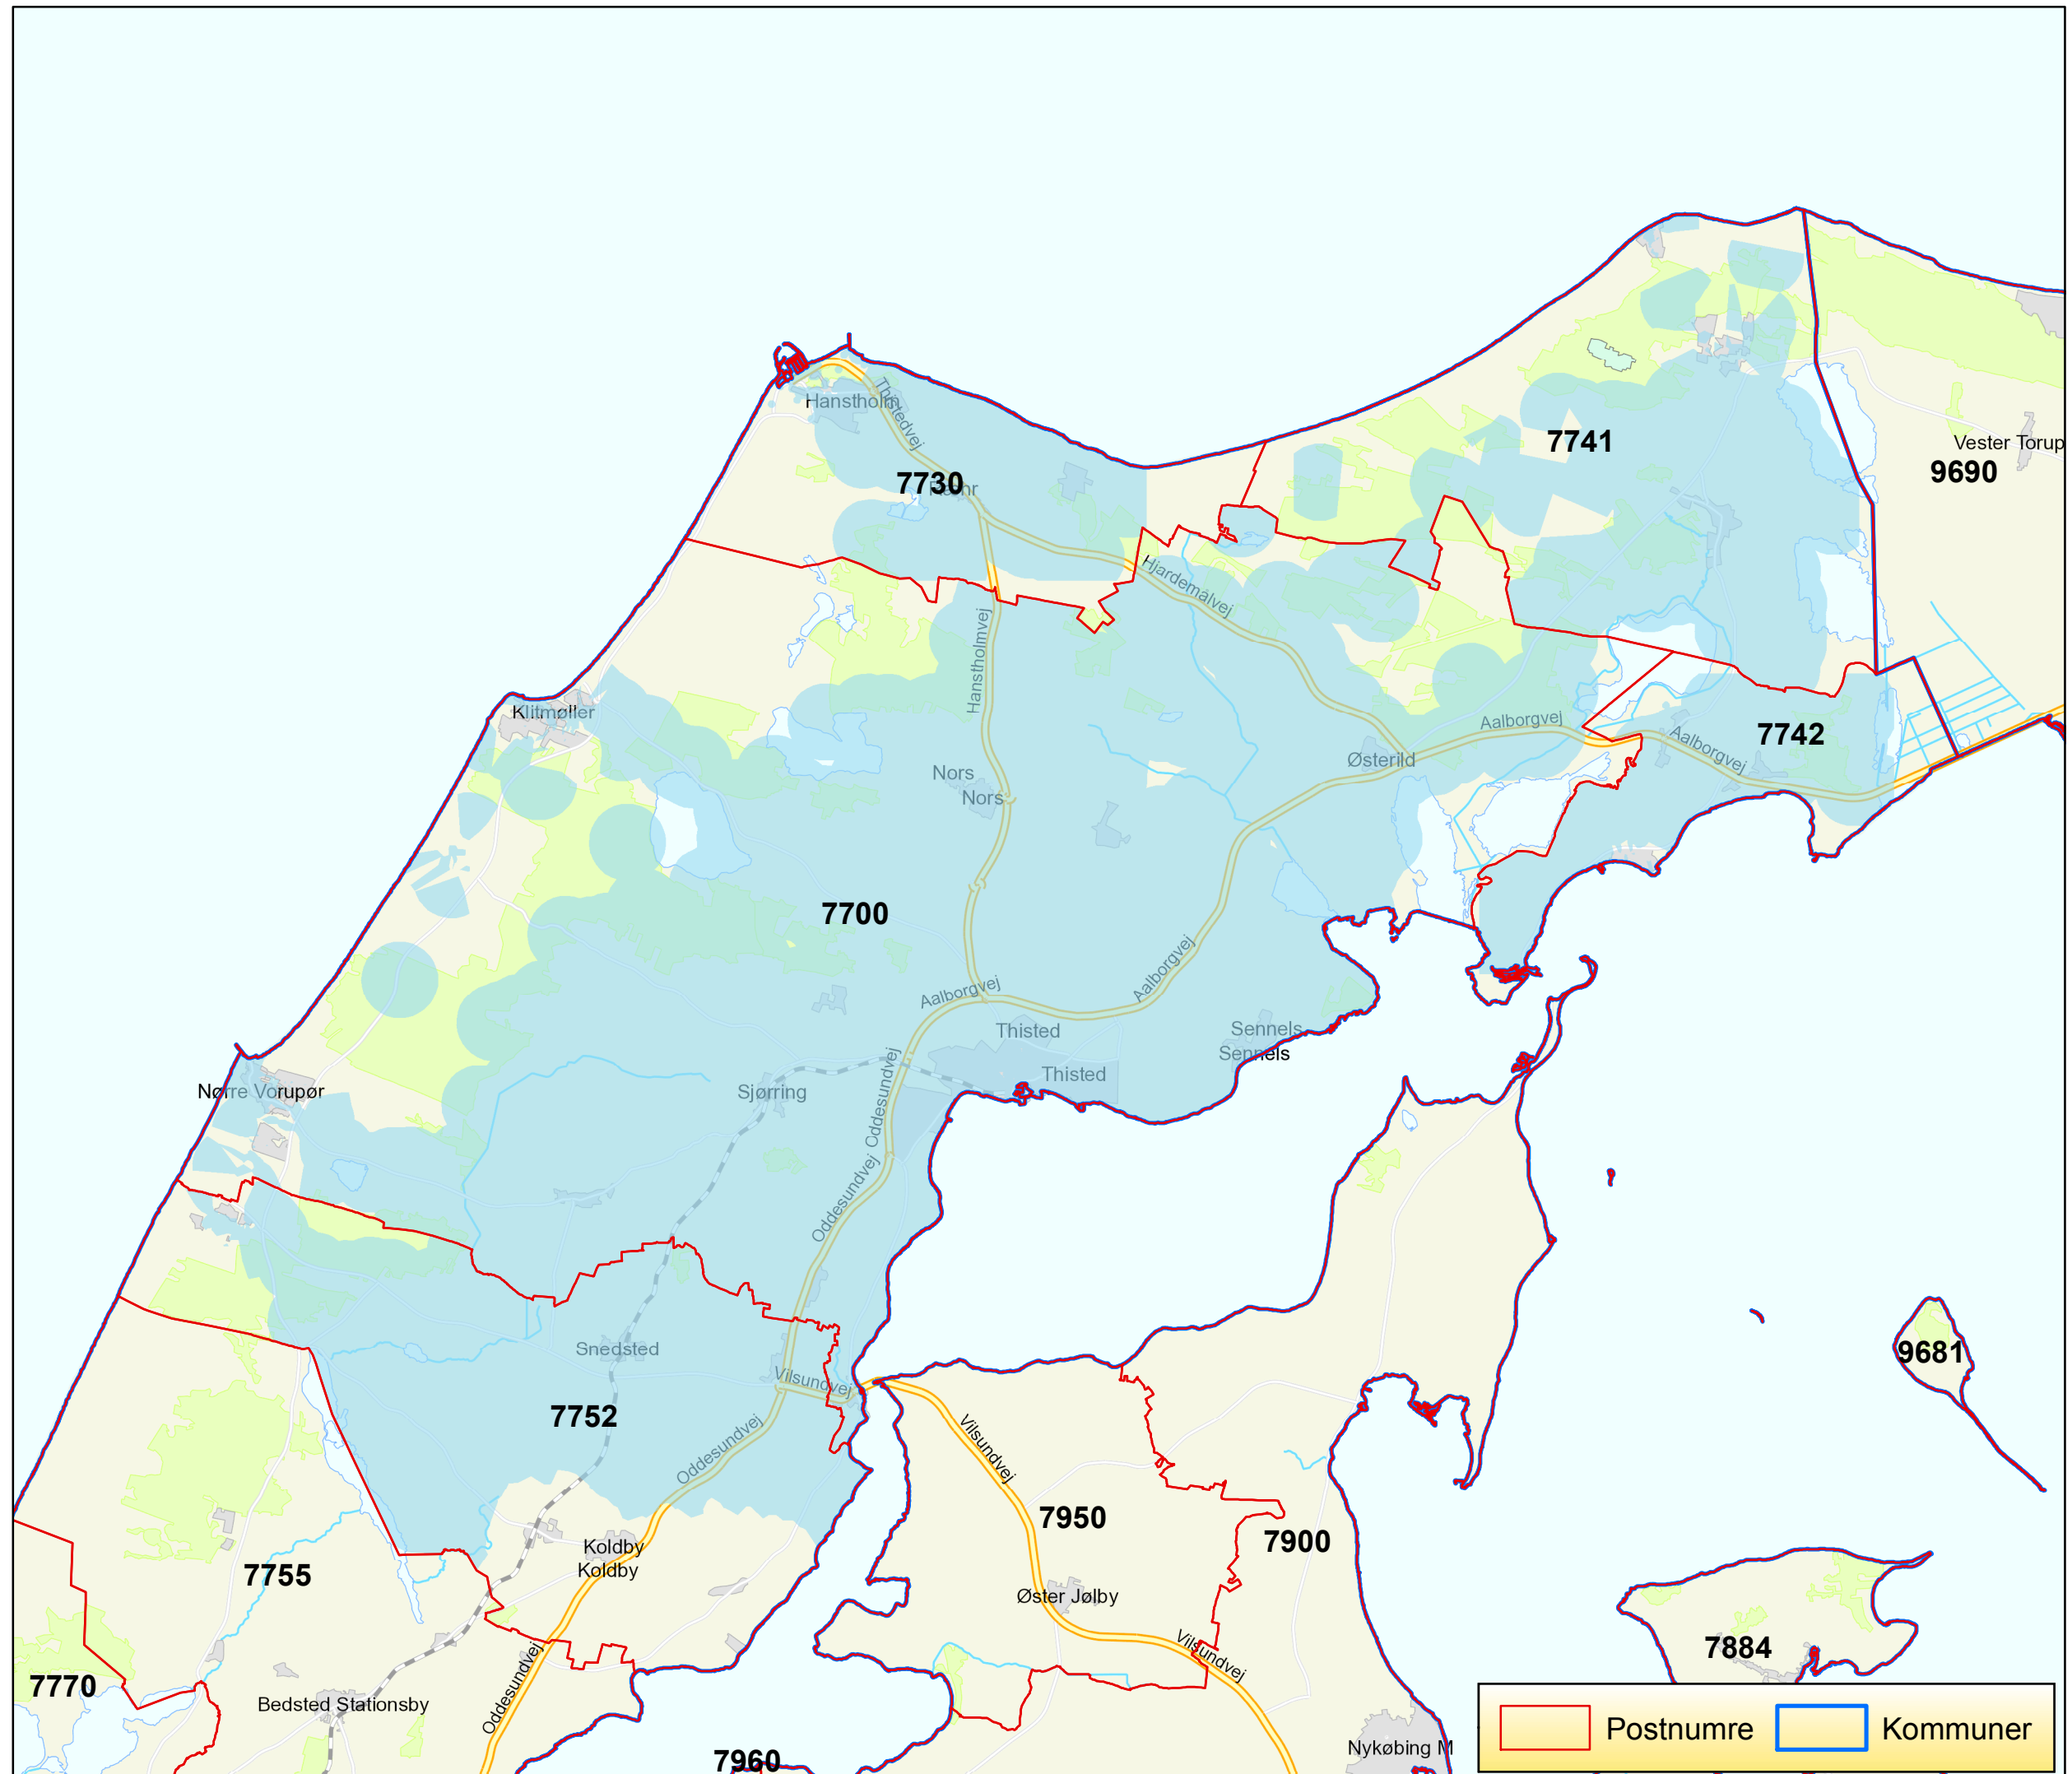 Hanstholm
Thistedvej
7730
7741
Vester Torup
9690
Hjardemålvej
Hanstholmvej
Klitmøller
Nors
Nors
Østerild
Aalborgvej
Aalborgvej
7742
7700
Aalborgvej
Aalborgvej
Thisted
Sennels
Sennels
Thisted
Nørre Vorupør
Sjørring
Oddesundvej
Oddesundvej
Snedsted
Vilsundvej
9681
7752
Oddesundvej
Vilsundvej
7950
7900
Koldby
Koldby
7755
Øster Jølby
Vilsundvej
7884
7770
Bedsted Stationsby
Oddesundvej
Nykøbing M
7960
Postnumre
Kommuner